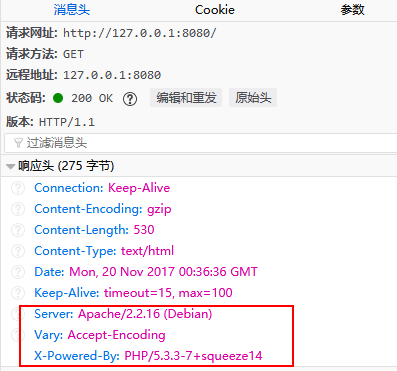 消息头 Cookie 参数
请求网址: http://127.0.0.1:8080/
请求方法: GET
远程地址: 127.0.0.1:8080
状态码: 200 OK ? 编辑和重发 原始头
版本: HTTP/1.1
过滤消息头
响应头 (275 字节)
? Connection: Keep-Alive
? Content-Encoding: gzip
? Content-Length: 530
? Content-Type: text/html
? Date: Mon, 20 Nov 2017 00:36:36 GMT
? Keep-Alive: timeout=15, max=100
? Server: Apache/2.2.16 (Debian)
? Vary: Accept-Encoding
? X-Powered-By: PHP/5.3.3-7+squeeze14